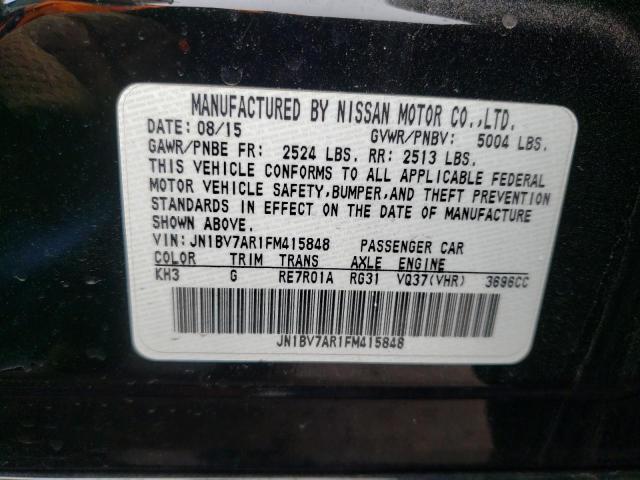 MANUFACTURED BY NISSAN MOTOR CO.,LTD.
DATE: 08/15 GVWR/PNBV: 5004 LBS.
GAWR/PNBE FR: 2524 LBS. RR: 2513 LBS.
THIS VEHICLE CONFORMS TO ALL APPLICABLE FEDERAL
MOTOR VEHICLE SAFETY,BUMPER,AND THEFT PREVENTION
STANDARDS IN EFFECT ON THE DATE OF MANUFACTURE
SHOWN ABOVE.
VIN: JN1BV7AR1FM415848 PASSENGER CAR
COLOR TRIM TRANS AXLE ENGINE
KH3 G RE7R01A RG31 VQ37(VHR) 3696CC
JN1BV7AR1FM415848